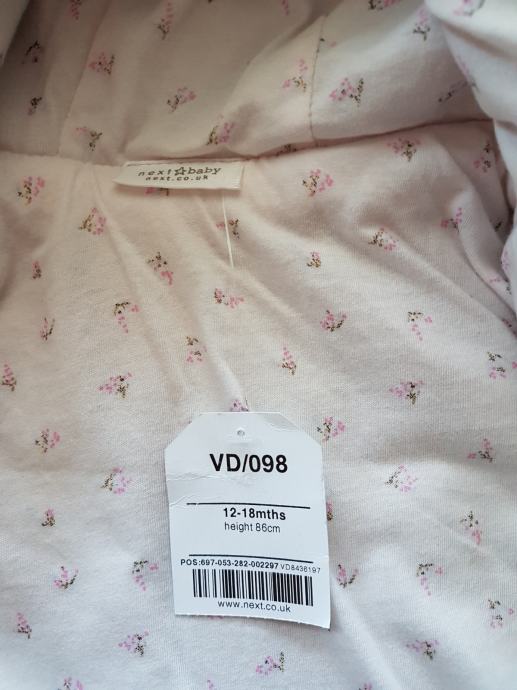 next☆baby
next.co.uk
VD/098
12-18mths
height 86cm
POS:697-053-282-002297 VD8436197
www.next.co.uk